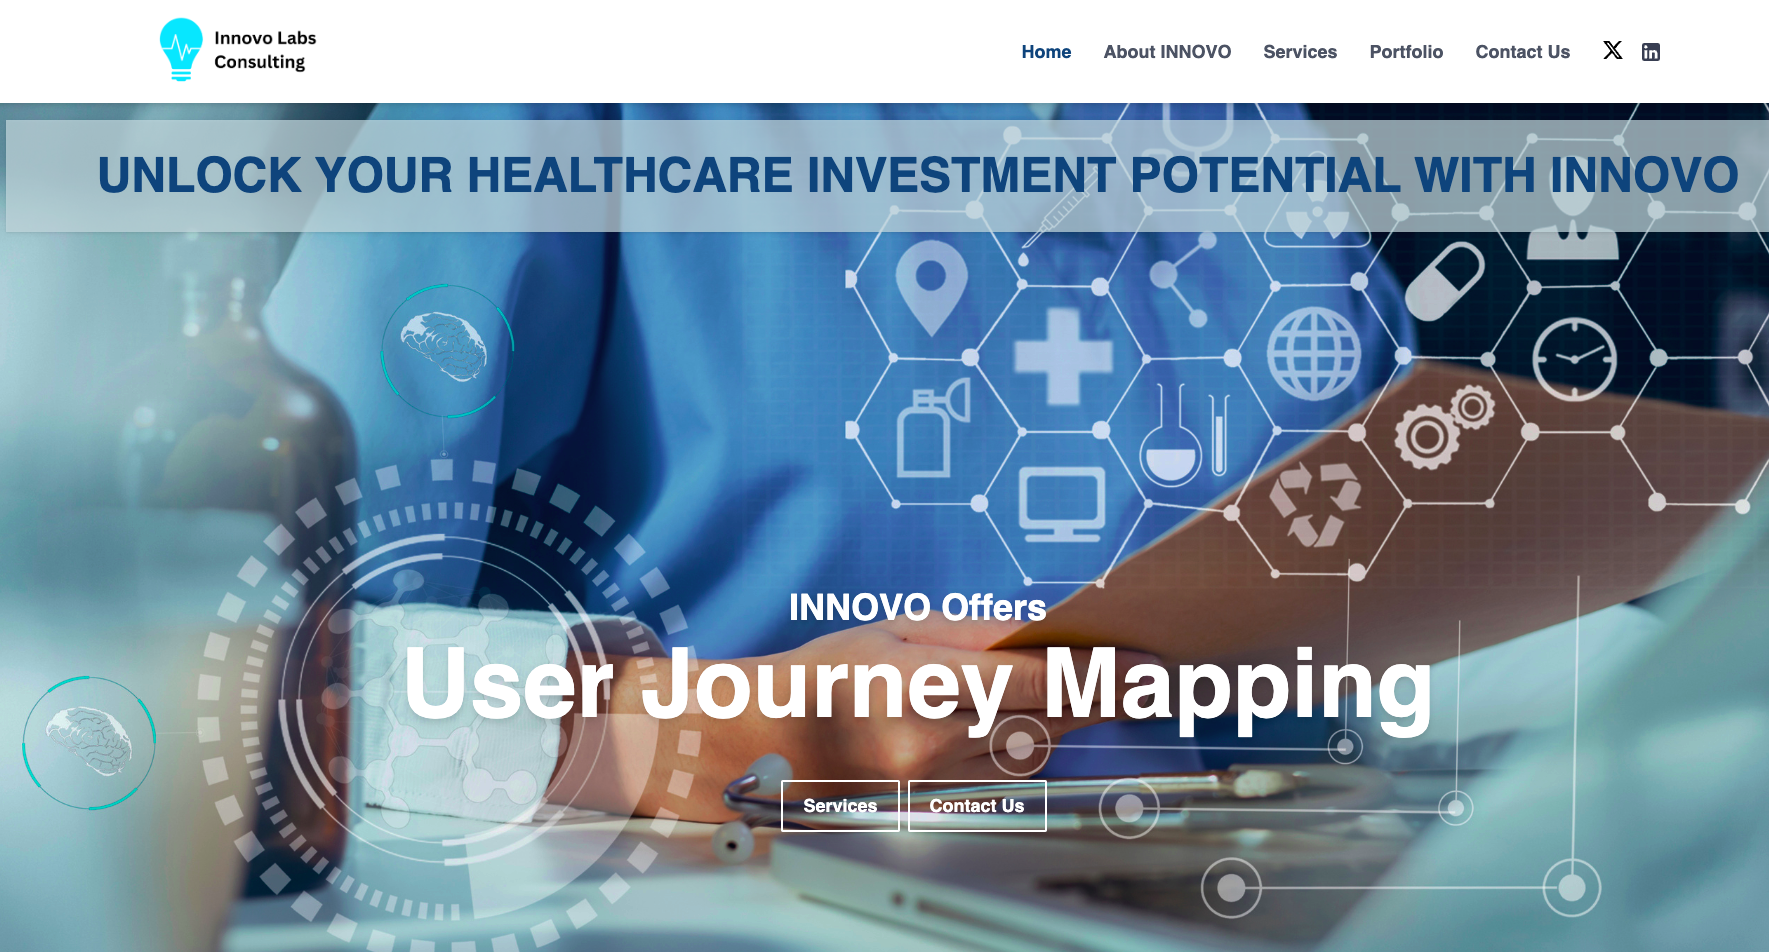 Innovo Labs
Consulting
Home About INNOVO Services Portfolio Contact Us
UNLOCK YOUR HEALTHCARE INVESTMENT POTENTIAL WITH INNOVO
INNOVO Offers
User Journey Mapping
Services Contact Us